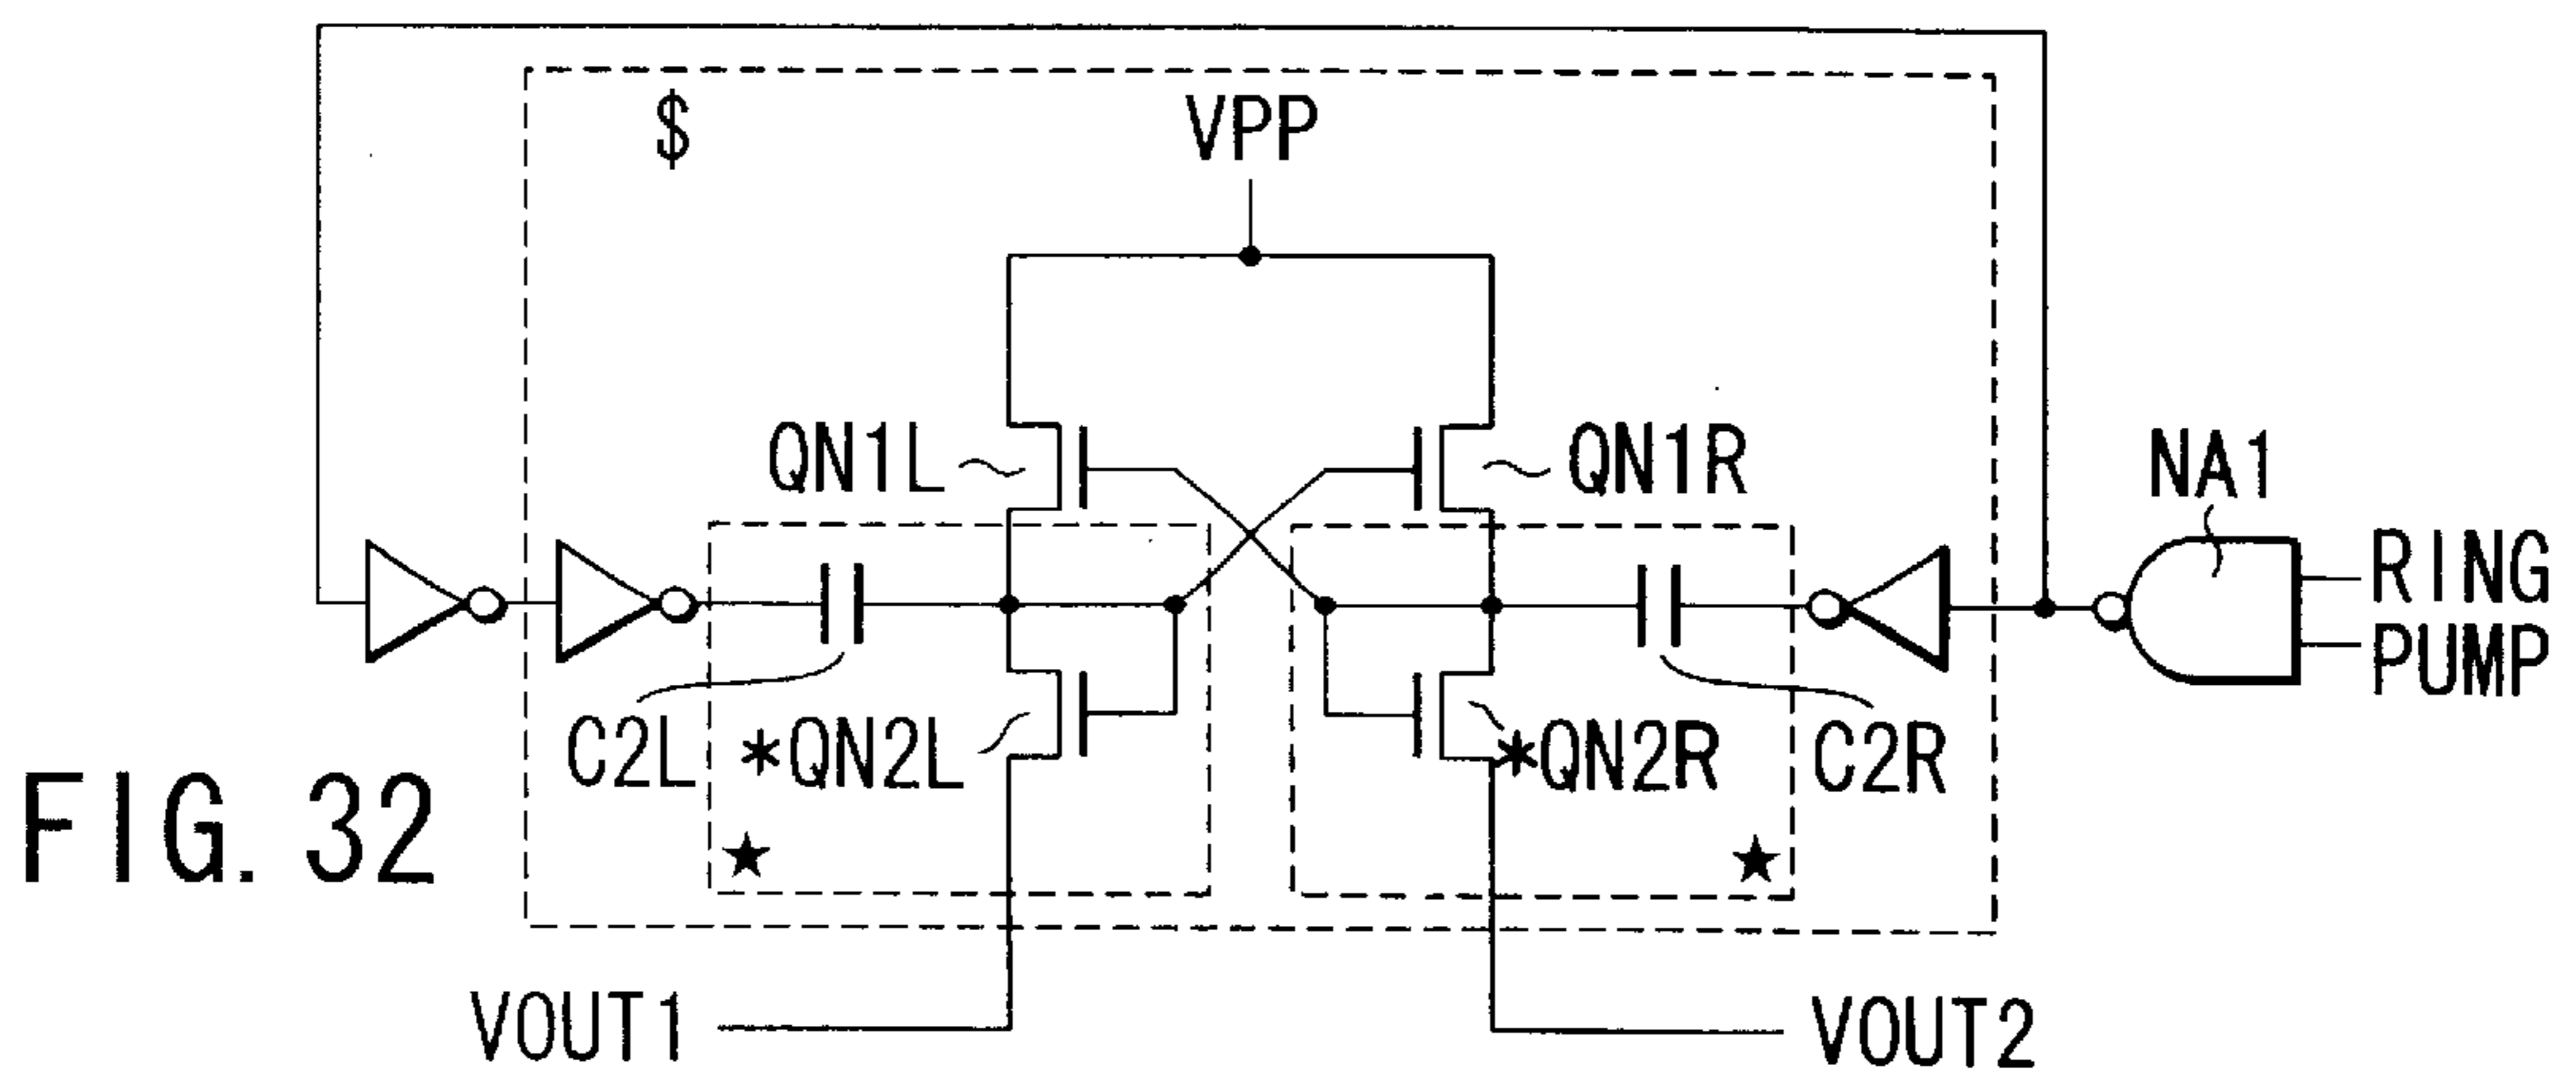 $
VPP
QN1L
QN1R
NA1
RING
PUMP
C2L
*QN2L
*QN2R
C2R
★
★
FIG. 32
VOUT1
VOUT2